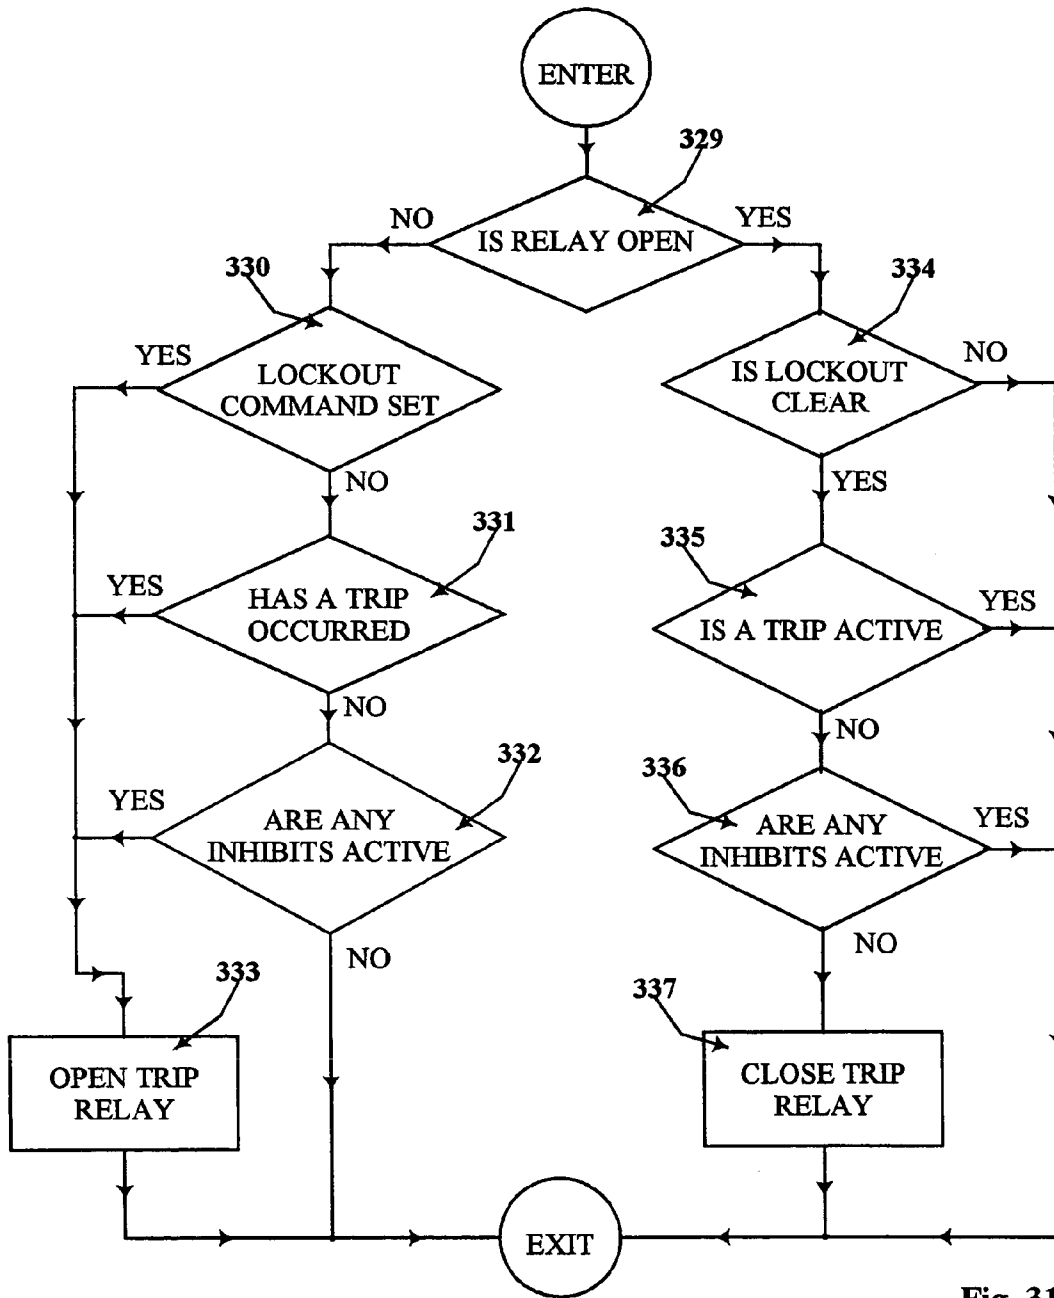 ENTER
329
NO
IS RELAY OPEN
YES
330
YES
LOCKOUT
COMMAND SET
NO
334
IS LOCKOUT
CLEAR
NO
YES
331
YES
HAS A TRIP
OCCURRED
NO
335
IS A TRIP ACTIVE
YES
NO
332
YES
ARE ANY
INHIBITS ACTIVE
NO
336
ARE ANY
INHIBITS ACTIVE
YES
NO
333
OPEN TRIP
RELAY
337
CLOSE TRIP
RELAY
EXIT
Fig. 31